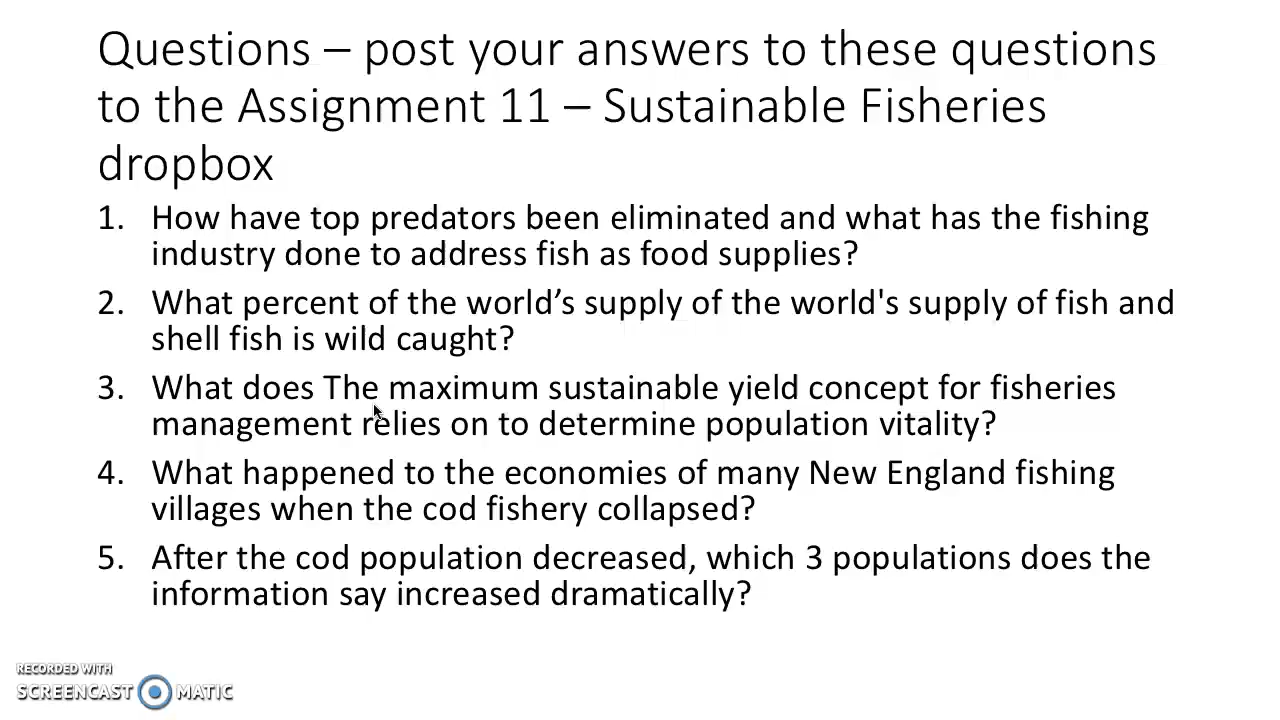 Questions – post your answers to these questions
to the Assignment 11 – Sustainable Fisheries
dropbox
1. How have top predators been eliminated and what has the fishing
industry done to address fish as food supplies?
2. What percent of the world’s supply of the world's supply of fish and
shell fish is wild caught?
3. What does The maximum sustainable yield concept for fisheries
management relies on to determine population vitality?
4. What happened to the economies of many New England fishing
villages when the cod fishery collapsed?
5. After the cod population decreased, which 3 populations does the
information say increased dramatically?
RECORDED WITH
SCREENCAST MATIC